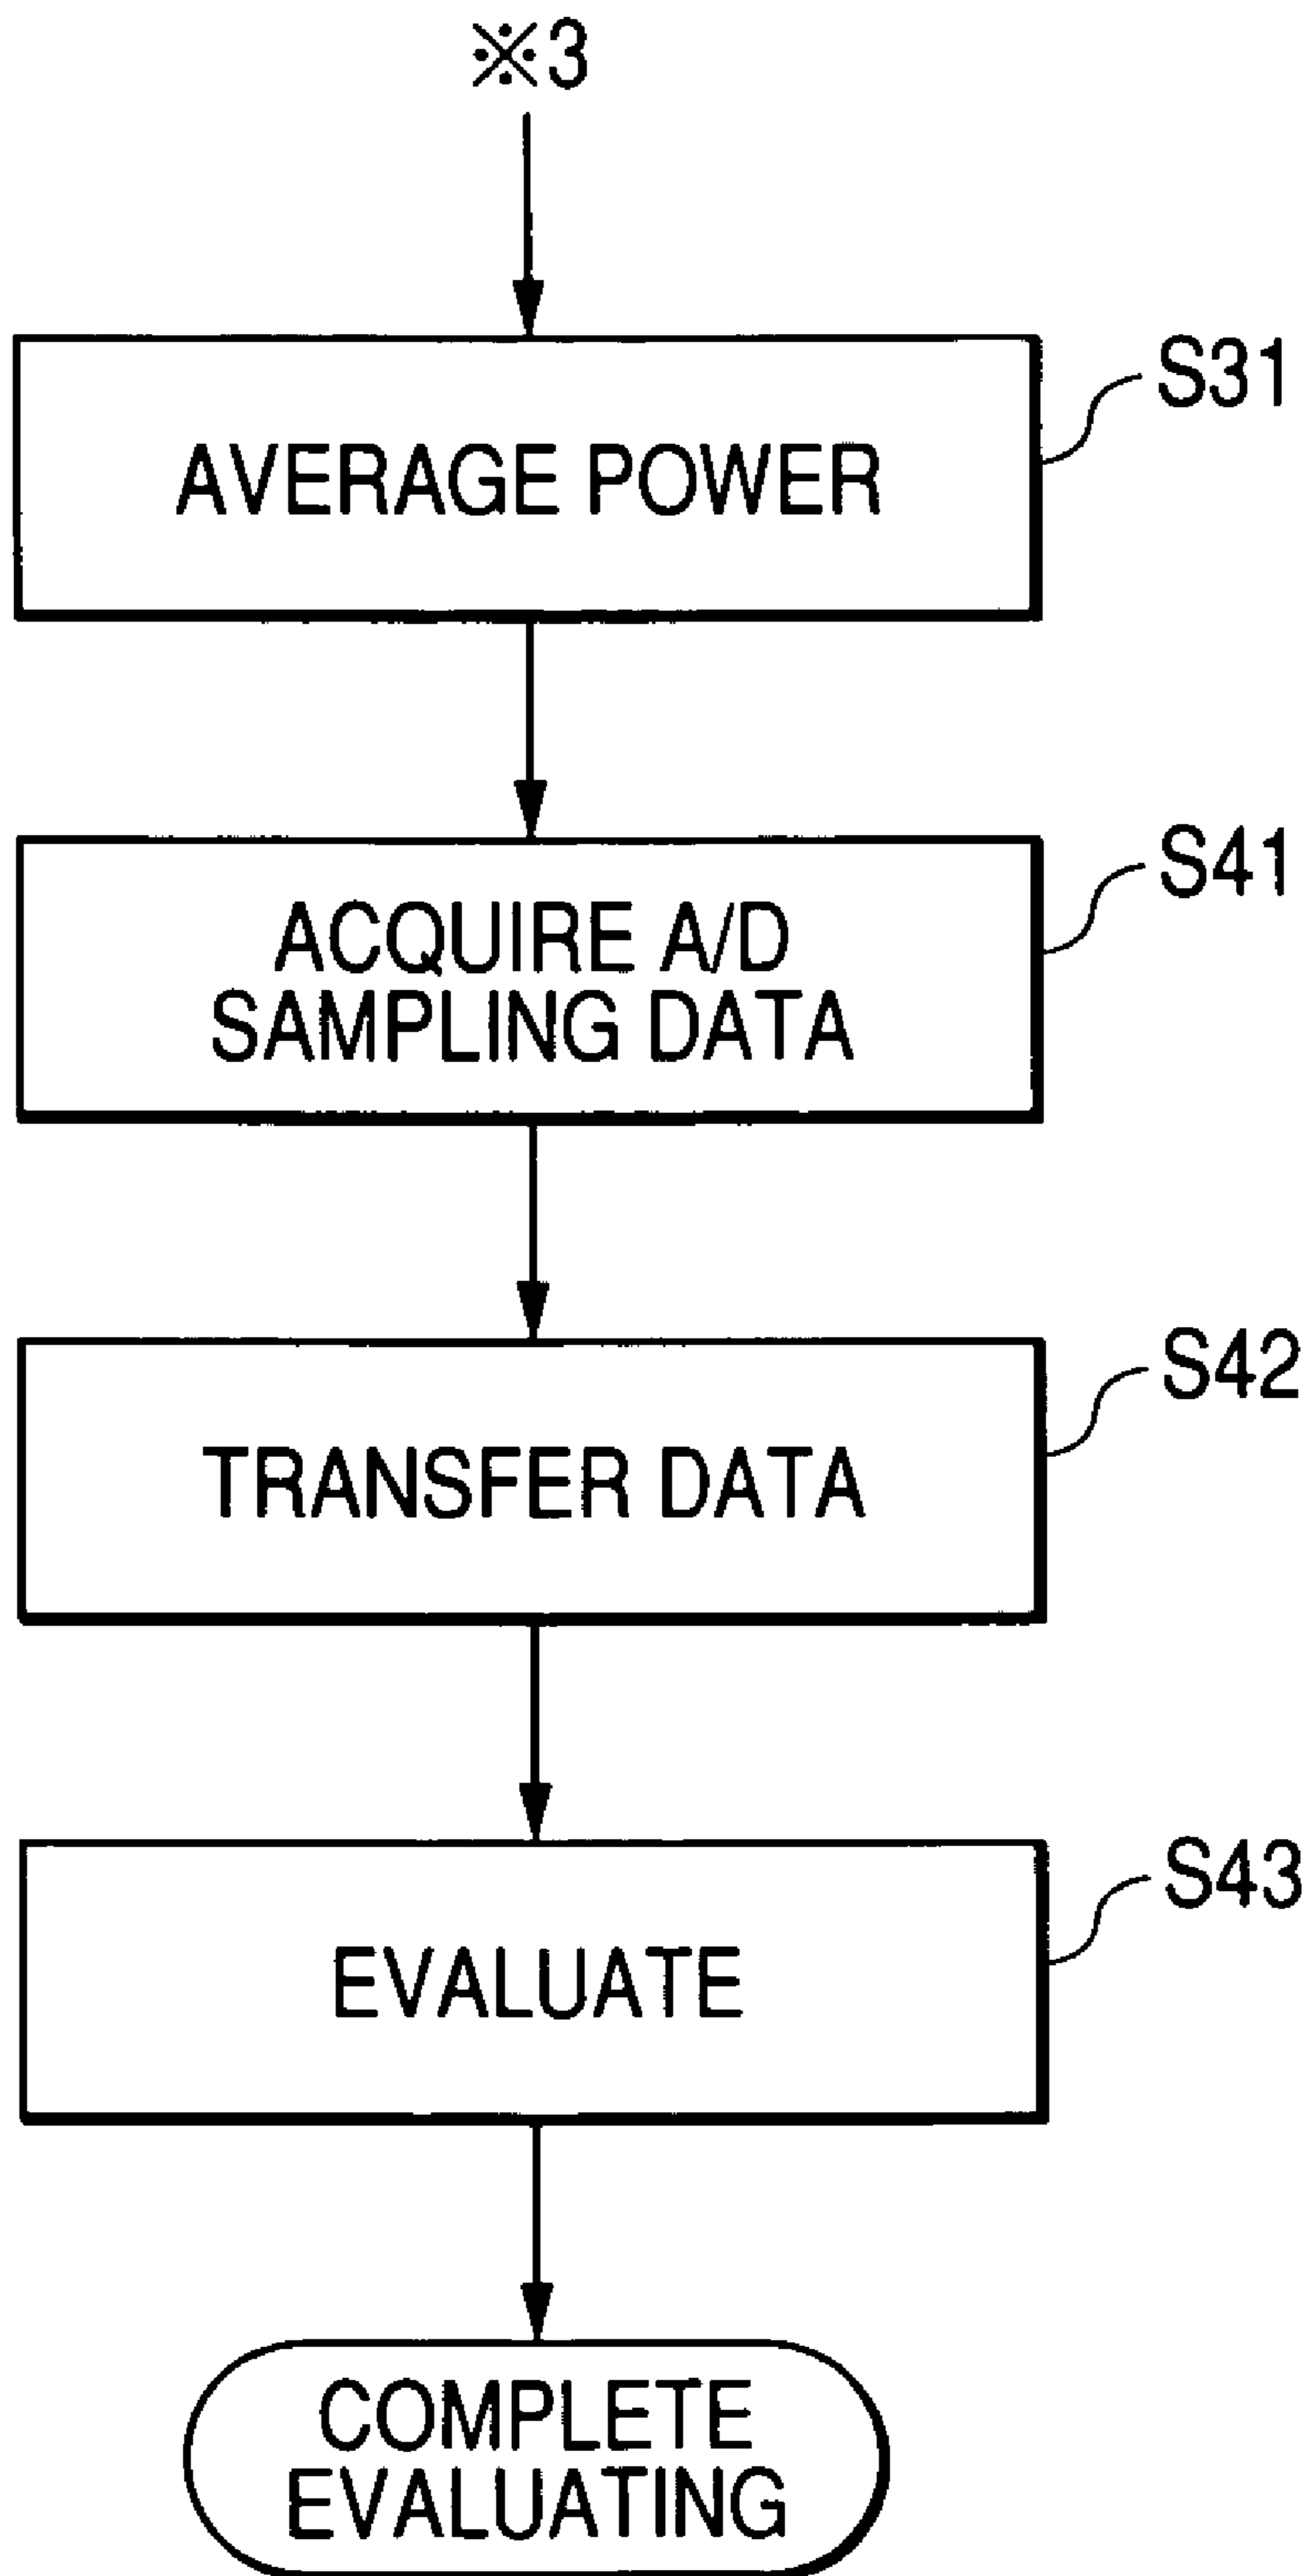 ※3
AVERAGE POWER
S31
ACQUIRE A/D
SAMPLING DATA
S41
TRANSFER DATA
S42
EVALUATE
S43
COMPLETE
EVALUATING